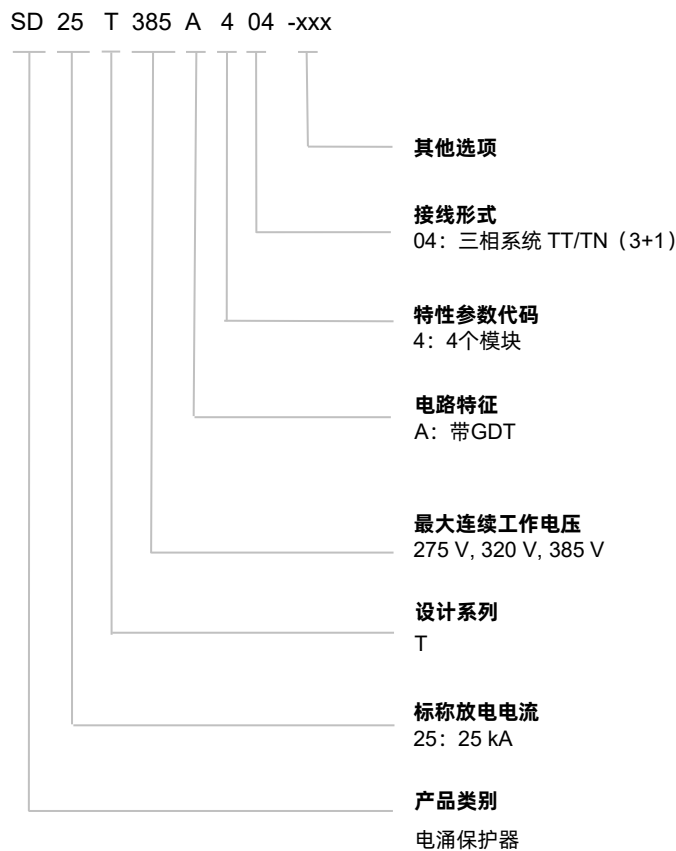 SD 25 T 385 A 4 04 -xxx
其他选项
接线形式
04：三相系统 TT/TN（3+1）
特性参数代码
4：4个模块
电路特征
A：带GDT
最大连续工作电压
275 V, 320 V, 385 V
设计系列
T
标称放电电流
25：25 kA
产品类别
电涌保护器